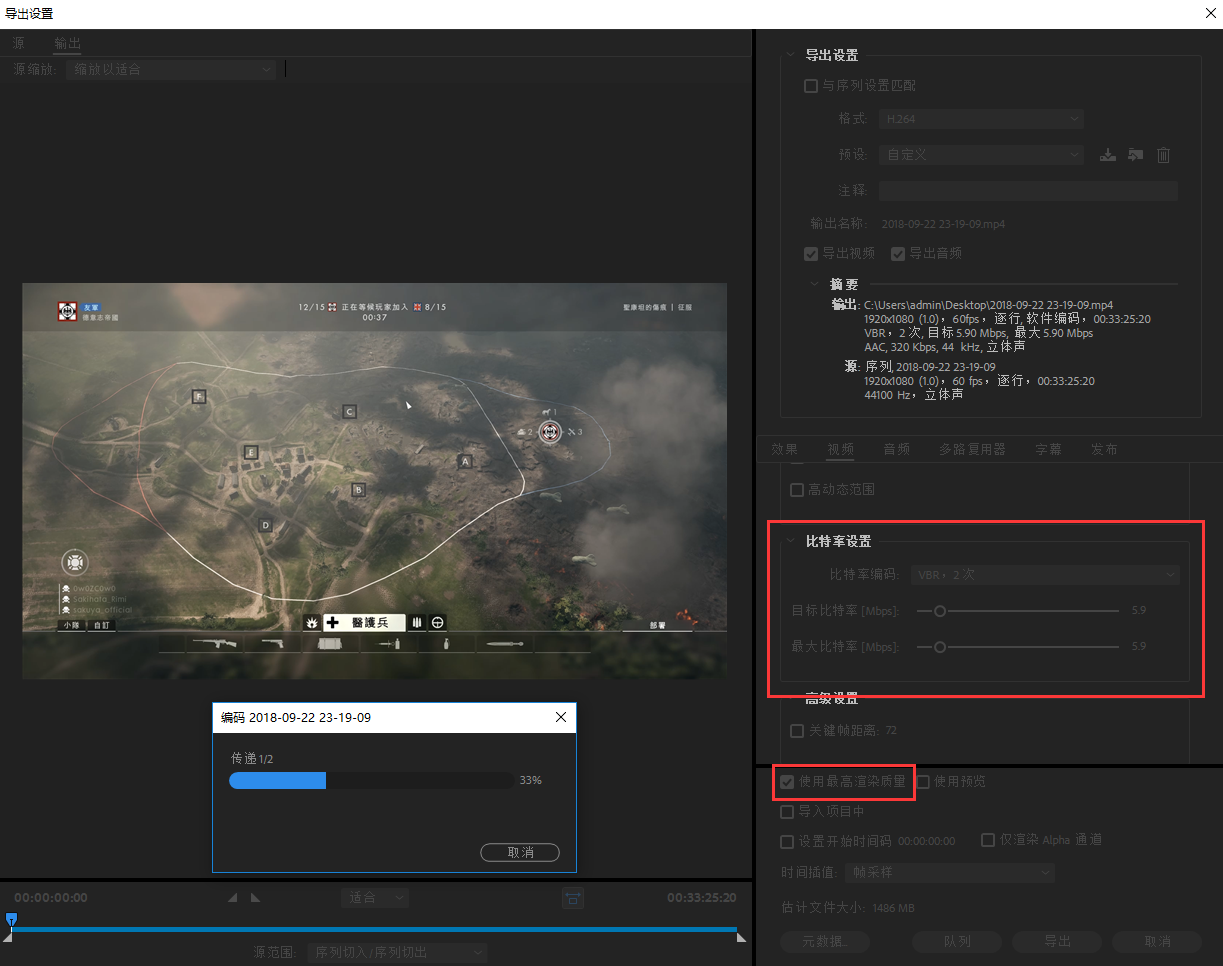 导出设置
源 输出
源缩放: 缩放以适合
友軍
德意志帝國
12/15 正在等候玩家加入 8/15
00:37
聖康坦的傷痕 | 征服
F
C
1
2
3
E
A
B
D
0w0ZC0W0
Sakihata_Rimi
sakuya_official
小隊 自訂
醫護兵
部署
编码 2018-09-22 23-19-09
传递 1/2
33%
取消
00:00:00:00
适合
00:33:25:20
源范围: 序列切入/序列切出
导出设置
与序列设置匹配
格式: H.264
预设: 自定义
注释:
输出名称: 2018-09-22 23-19-09.mp4
导出视频 导出音频
摘要
输出: C:\Users\admin\Desktop\2018-09-22 23-19-09.mp4
1920x1080 (1.0)，60fps，逐行, 软件编码，00:33:25:20
VBR，2 次, 目标 5.90 Mbps, 最大 5.90 Mbps
AAC, 320 Kbps, 44 kHz, 立体声
源: 序列, 2018-09-22 23-19-09
1920x1080 (1.0)，60 fps，逐行，00:33:25:20
44100 Hz，立体声
效果 视频 音频 多路复用器 字幕 发布
高动态范围
比特率设置
比特率编码: VBR，2 次
目标比特率 [Mbps]: 5.9
最大比特率 [Mbps]: 5.9
高级设置
关键帧距离: 72
使用最高渲染质量 使用预览
导入项目中
设置开始时间码 00:00:00:00 仅渲染 Alpha 通道
时间插值: 帧采样
估计文件大小: 1486 MB
元数据... 队列 导出 取消